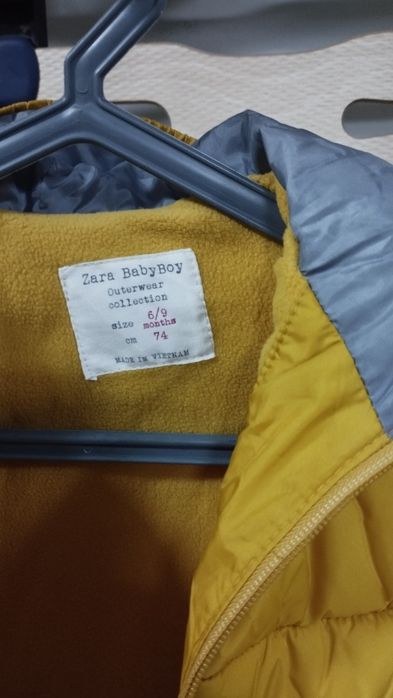 Zara BabyBoy
Outerwear
collection
size 6/9 months
cm 74
MADE IN VIETNAM